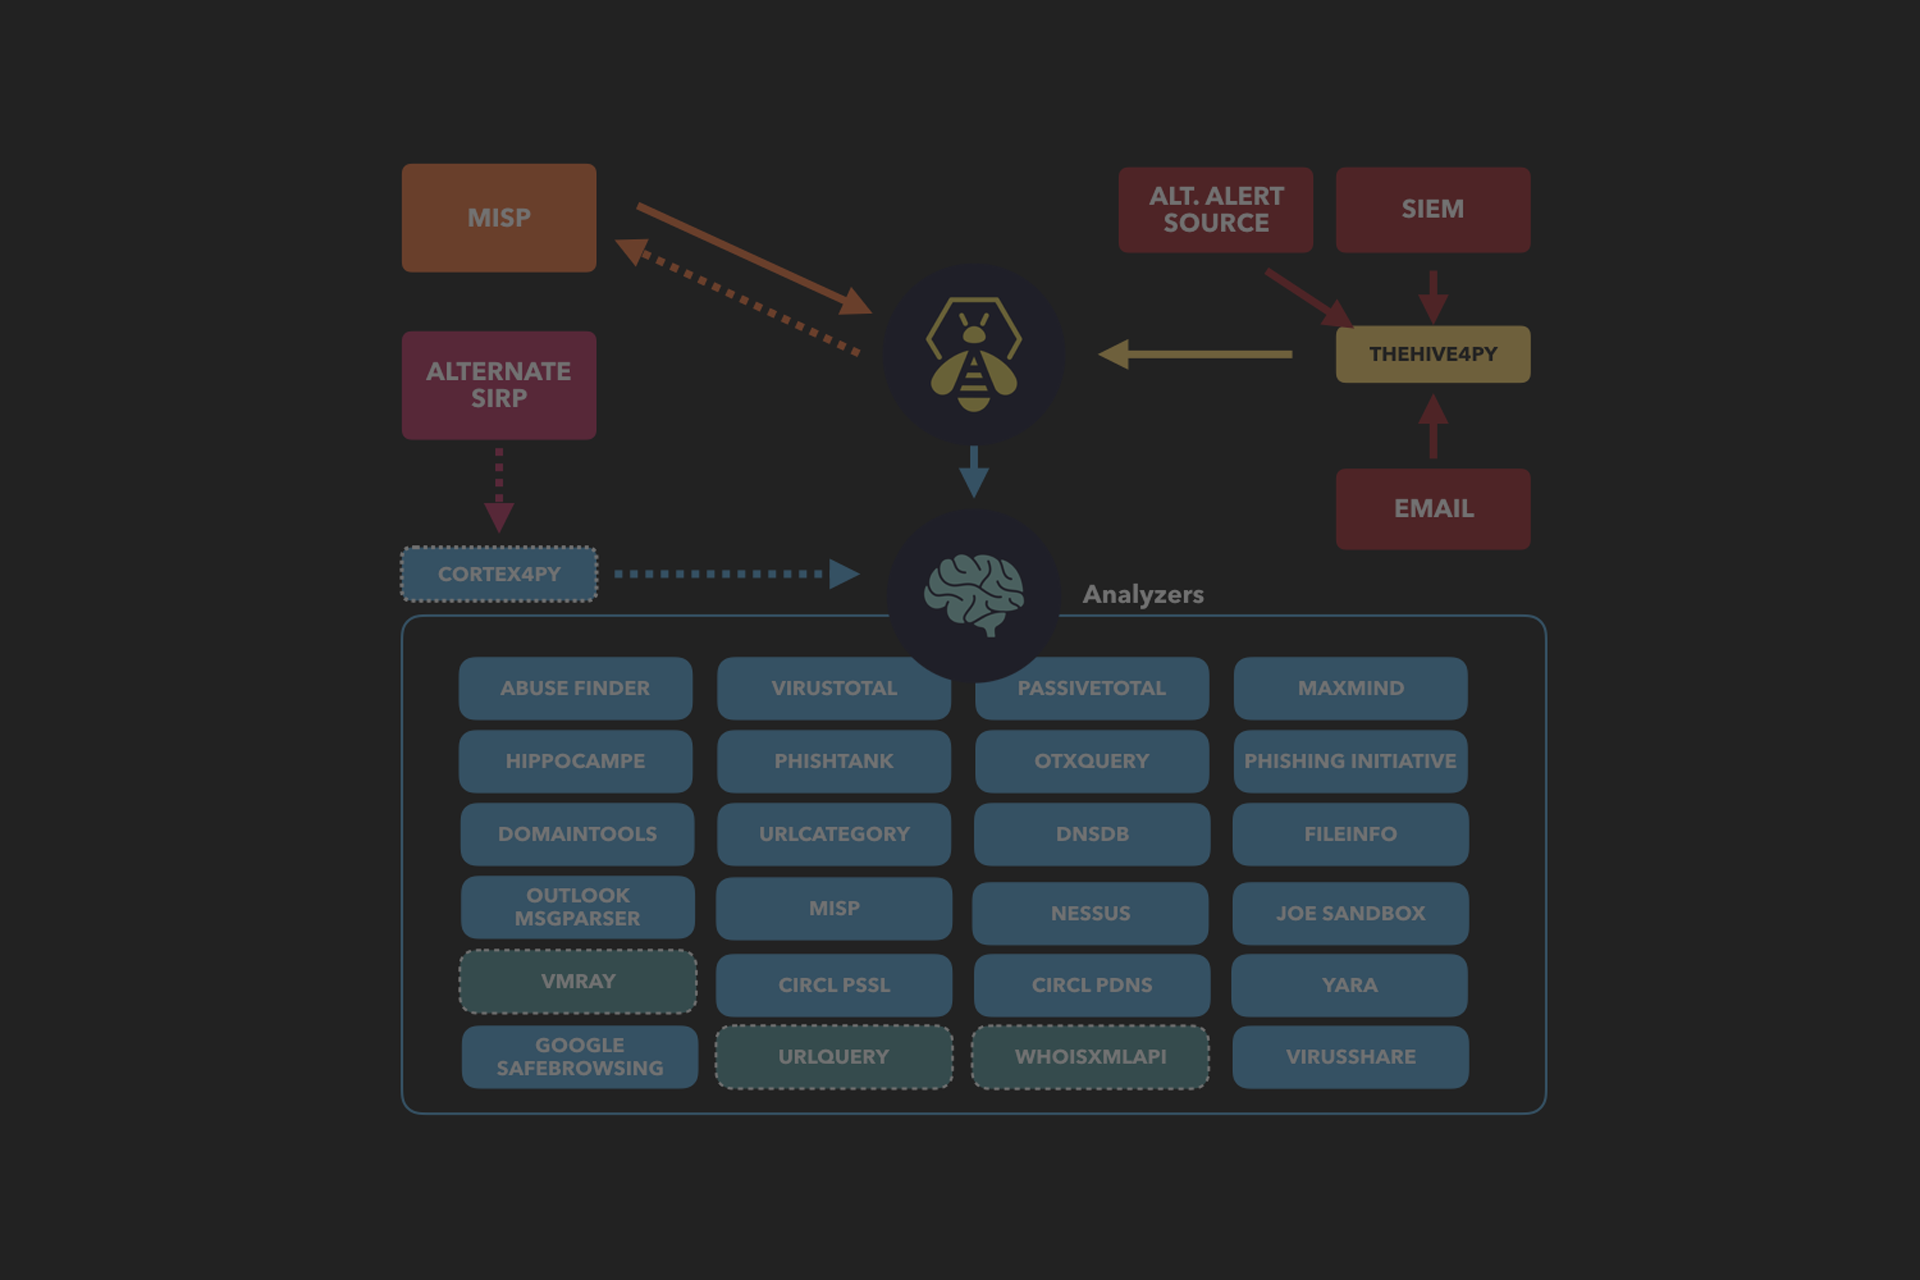 MISP
ALT. ALERT
SOURCE
SIEM
ALTERNATE
SIRP
THEHIVE4PY
EMAIL
CORTEX4PY
Analyzers
ABUSE FINDER
VIRUSTOTAL
PASSIVETOTAL
MAXMIND
HIPPOCAMPE
PHISHTANK
OTXQUERY
PHISHING INITIATIVE
DOMAINTOOLS
URLCATEGORY
DNSDB
FILEINFO
OUTLOOK
MSGPARSER
MISP
NESSUS
JOE SANDBOX
VMRAY
CIRCL PSSL
CIRCL PDNS
YARA
GOOGLE
SAFEBROWSING
URLQUERY
WHOISXMLAPI
VIRUSSHARE